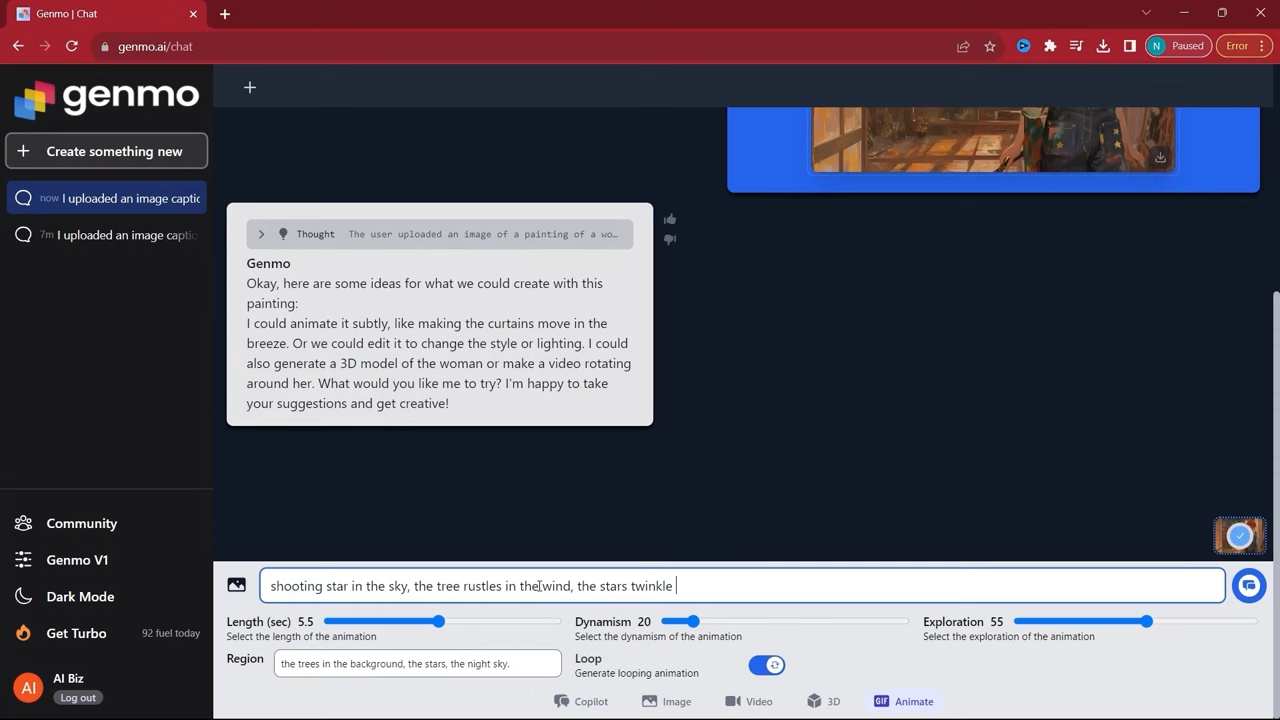 Genmo | Chat
genmo.ai/chat
N Paused
Error
genmo
Create something new
now I uploaded an image captic
7m I uploaded an image captio
Thought The user uploaded an image of a painting of a wo…
Genmo
Okay, here are some ideas for what we could create with this
painting:
I could animate it subtly, like making the curtains move in the
breeze. Or we could edit it to change the style or lighting. I could
also generate a 3D model of the woman or make a video rotating
around her. What would you like me to try? I'm happy to take
your suggestions and get creative!
Community
Genmo V1
Dark Mode
Get Turbo 92 fuel today
AI AI Biz
Log out
shooting star in the sky, the tree rustles in the wind, the stars twinkle
Length (sec) 5.5 Dynamism 20 Exploration 55
Select the length of the animation Select the dynamism of the animation Select the exploration of the animation
Region the trees in the background, the stars, the night sky. Loop
Generate looping animation
Copilot Image Video 3D GIF Animate